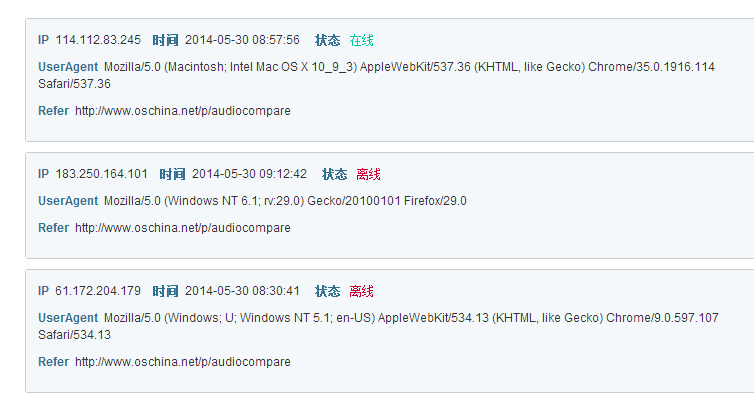 IP 114.112.83.245 时间 2014-05-30 08:57:56 状态 在线
UserAgent Mozilla/5.0 (Macintosh; Intel Mac OS X 10_9_3) AppleWebKit/537.36 (KHTML, like Gecko) Chrome/35.0.1916.114
Safari/537.36
Refer http://www.oschina.net/p/audiocompare
IP 183.250.164.101 时间 2014-05-30 09:12:42 状态 离线
UserAgent Mozilla/5.0 (Windows NT 6.1; rv:29.0) Gecko/20100101 Firefox/29.0
Refer http://www.oschina.net/p/audiocompare
IP 61.172.204.179 时间 2014-05-30 08:30:41 状态 离线
UserAgent Mozilla/5.0 (Windows; U; Windows NT 5.1; en-US) AppleWebKit/534.13 (KHTML, like Gecko) Chrome/9.0.597.107
Safari/534.13
Refer http://www.oschina.net/p/audiocompare